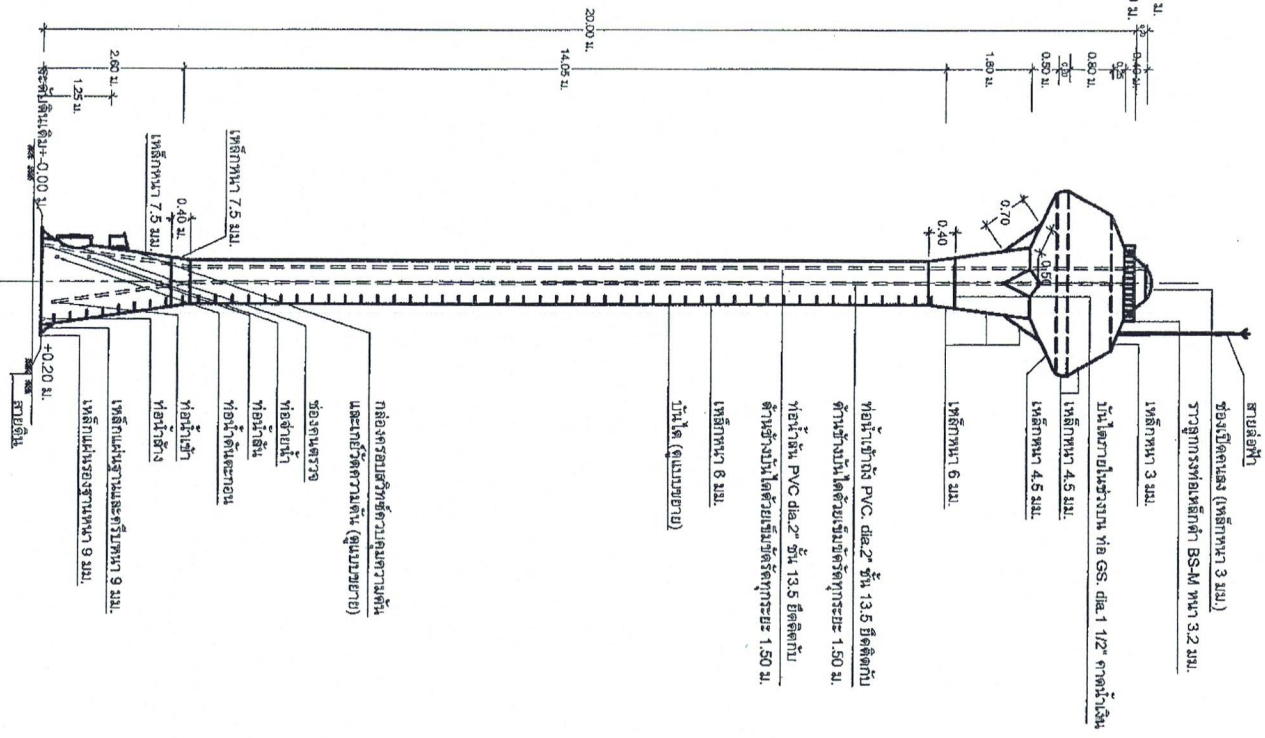 ม.
ม.
0.40 ม.
0.25
0.80 ม.
0.20
0.50 ม.
1.80 ม.
14.05 ม.
20.00 ม.
2.60 ม.
1.25 ม.
ระดับดินเดิม+-0.00 ม.
สายล่อฟ้า
ช่องเปิดคนลง (เหล็กหนา 3 มม.)
ราวลูกกรงท่อเหล็กดำ BS-M หนา 3.2 มม.
เหล็กหนา 3 มม.
บันไดภายในช่วงบน ท่อ GS. dia.1 1/2" คาดน้ำเงิน
เหล็กหนา 4.5 มม.
เหล็กหนา 4.5 มม.
0.70
0.50
0.40
เหล็กหนา 6 มม.
ท่อน้ำเข้าถัง PVC. dia.2" ชั้น 13.5 ยึดติดกับ
ด้านข้างบันไดด้วยเข็มขัดรัดทุกระยะ 1.50 ม.
ท่อน้ำล้น PVC dia.2" ชั้น 13.5 ยึดติดกับ
ด้านข้างบันไดด้วยเข็มขัดรัดทุกระยะ 1.50 ม.
เหล็กหนา 6 มม.
บันได (ดูแบบขยาย)
เหล็กหนา 7.5 มม.
0.40 ม.
เหล็กหนา 7.5 มม.
กล่องครอบสวิทซ์ควบคุมความดัน
และเกย์วัดความดัน (ดูแบบขยาย)
ช่องคนตรวจ
ท่อจ่ายน้ำ
ท่อน้ำล้น
ท่อน้ำดันตะกอน
ท่อน้ำเข้า
ท่อน้ำล้าง
เหล็กแผ่นฐานและครีบหนา 9 มม.
เหล็กแผ่นรองฐานหนา 9 มม.
+0.20 ม.
สายดิน